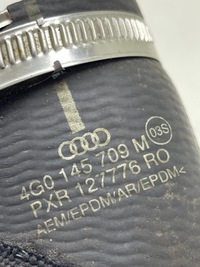 4G0 145 709 M 03S
PXR 127776 RO
AEM/EPDM/AR/EPDM<